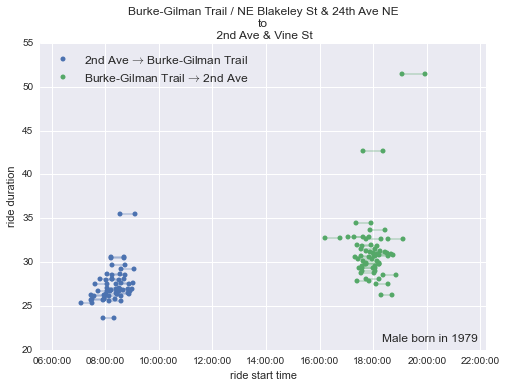 Burke-Gilman Trail / NE Blakeley St & 24th Ave NE
to
2nd Ave & Vine St
55
50
45
40
35
30
25
20
ride duration
2nd Ave → Burke-Gilman Trail
Burke-Gilman Trail → 2nd Ave
Male born in 1979
06:00:00 08:00:00 10:00:00 12:00:00 14:00:00 16:00:00 18:00:00 20:00:00 22:00:00
ride start time